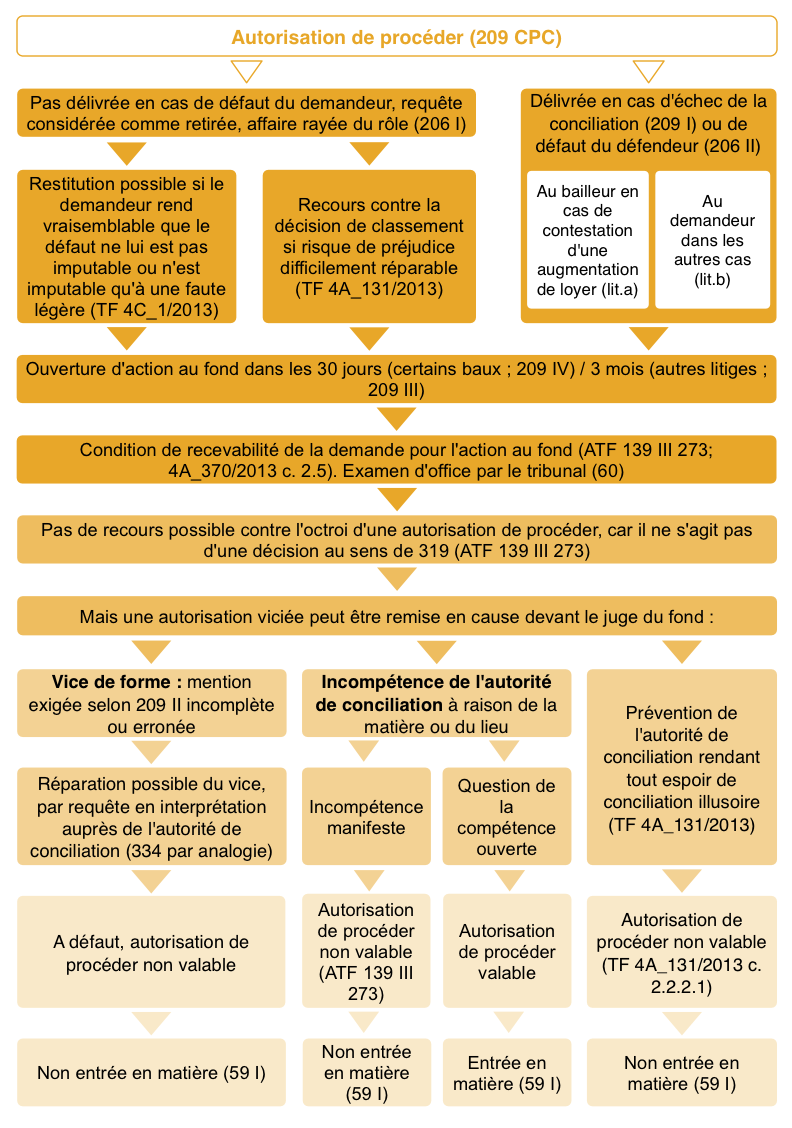 Autorisation de procéder (209 CPC)
Pas délivrée en cas de défaut du demandeur, requête
considérée comme retirée, affaire rayée du rôle (206 I)
Délivrée en cas d'échec de la
conciliation (209 I) ou de
défaut du défendeur (206 II)
Restitution possible si le
demandeur rend
vraisemblable que le
défaut ne lui est pas
imputable ou n'est
imputable qu'à une faute
légère (TF 4C_1/2013)
Recours contre la
décision de classement
si risque de préjudice
difficilement réparable
(TF 4A_131/2013)
Au bailleur en
cas de
contestation
d'une
augmentation
de loyer (lit.a)
Au
demandeur
dans les
autres cas
(lit.b)
Ouverture d'action au fond dans les 30 jours (certains baux ; 209 IV) / 3 mois (autres litiges ;
209 III)
Condition de recevabilité de la demande pour l'action au fond (ATF 139 III 273;
4A_370/2013 c. 2.5). Examen d'office par le tribunal (60)
Pas de recours possible contre l'octroi d'une autorisation de procéder, car il ne s'agit pas
d'une décision au sens de 319 (ATF 139 III 273)
Mais une autorisation viciée peut être remise en cause devant le juge du fond :
Vice de forme : mention
exigée selon 209 II incomplète
ou erronée
Incompétence de l'autorité
de conciliation à raison de la
matière ou du lieu
Prévention de
l'autorité de
conciliation rendant
tout espoir de
conciliation illusoire
(TF 4A_131/2013)
Réparation possible du vice,
par requête en interprétation
auprès de l'autorité de
conciliation (334 par analogie)
Incompétence
manifeste
Question de
la
compétence
ouverte
A défaut, autorisation de
procéder non valable
Autorisation
de procéder
non valable
(ATF 139 III
273)
Autorisation
de procéder
valable
Autorisation de
procéder non valable
(TF 4A_131/2013 c.
2.2.2.1)
Non entrée en matière (59 I)
Non entrée
en matière
(59 I)
Entrée en
matière (59 I)
Non entrée en
matière (59 I)